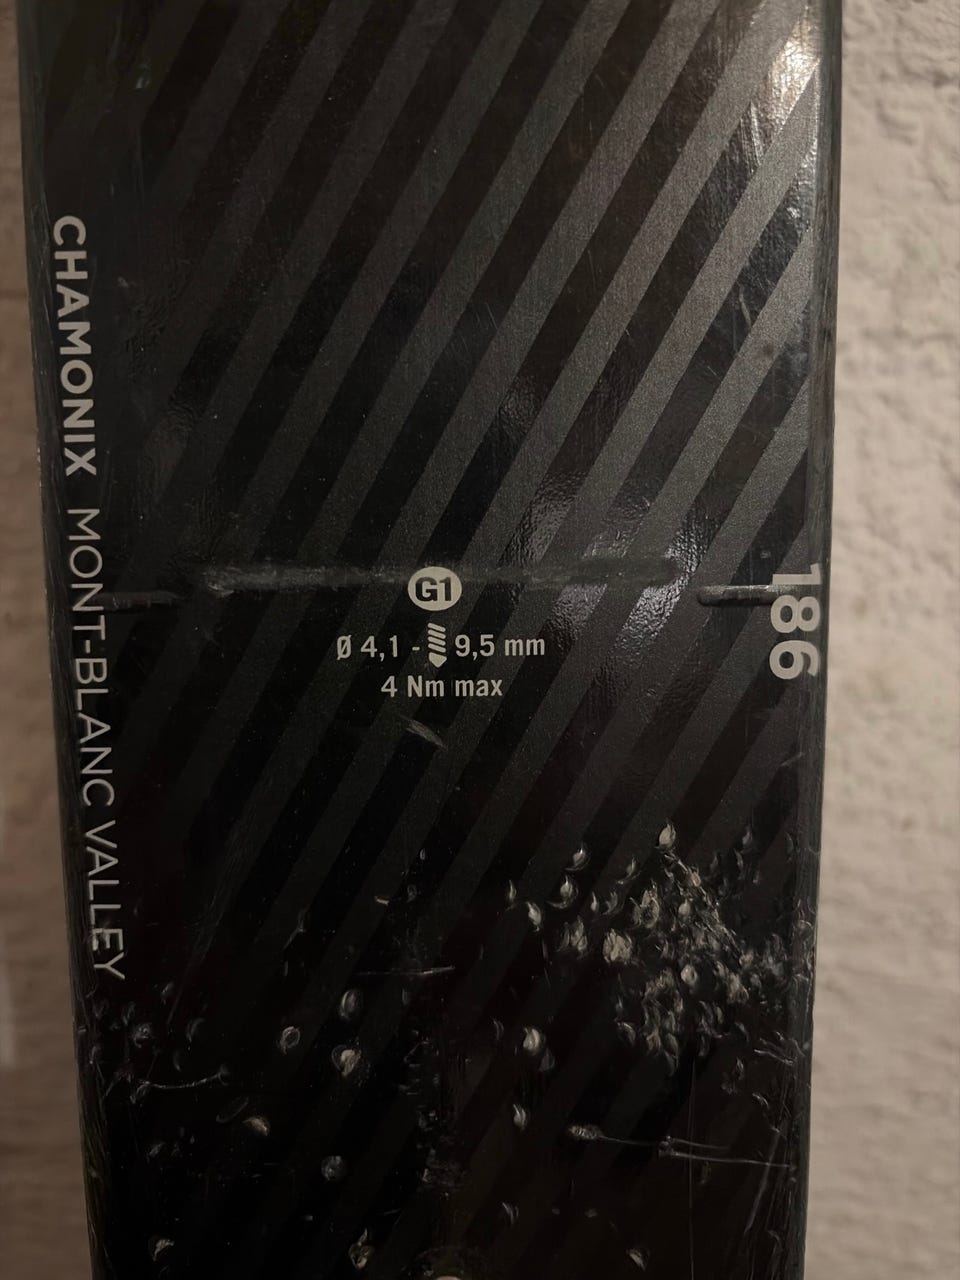 CHAMONIX MONT-BLANC VALLEY
G1
Ø 4,1 - 9,5 mm
4 Nm max
186